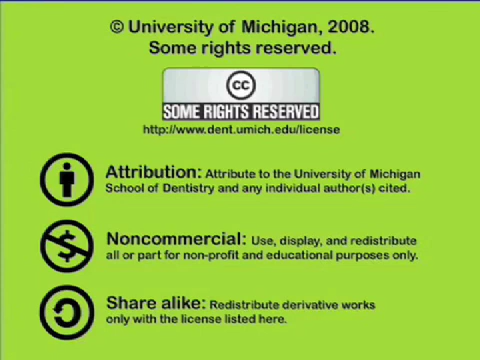 © University of Michigan, 2008.
Some rights reserved.
cc
SOME RIGHTS RESERVED
http://www.dent.umich.edu/license
Attribution: Attribute to the University of Michigan
School of Dentistry and any individual author(s) cited.
$
Noncommercial: Use, display, and redistribute
all or part for non-profit and educational purposes only.
Share alike: Redistribute derivative works
only with the license listed here.